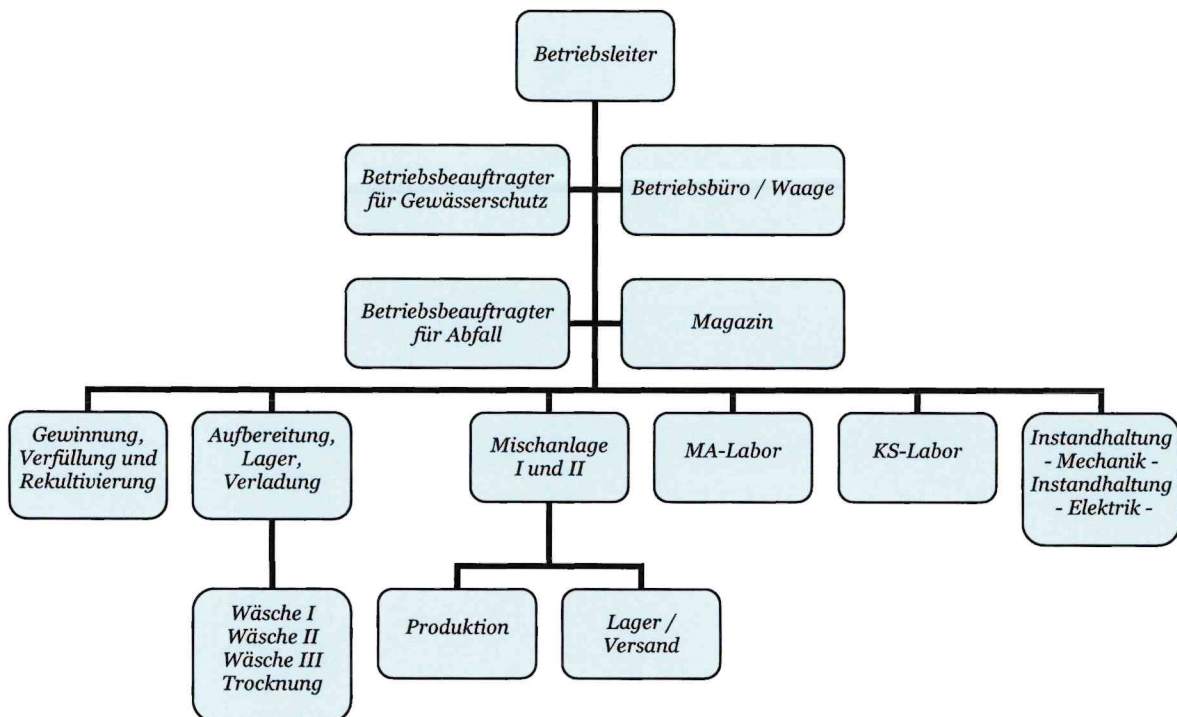 Betriebsleiter
Betriebsbeauftragter
für Gewässerschutz
Betriebsbüro / Waage
Betriebsbeauftragter
für Abfall
Magazin
Gewinnung,
Verfüllung und
Rekultivierung
Aufbereitung,
Lager,
Verladung
Mischanlage
I und II
MA-Labor
KS-Labor
Instandhaltung
- Mechanik -
Instandhaltung
- Elektrik -
Wäsche I
Wäsche II
Wäsche III
Trocknung
Produktion
Lager /
Versand